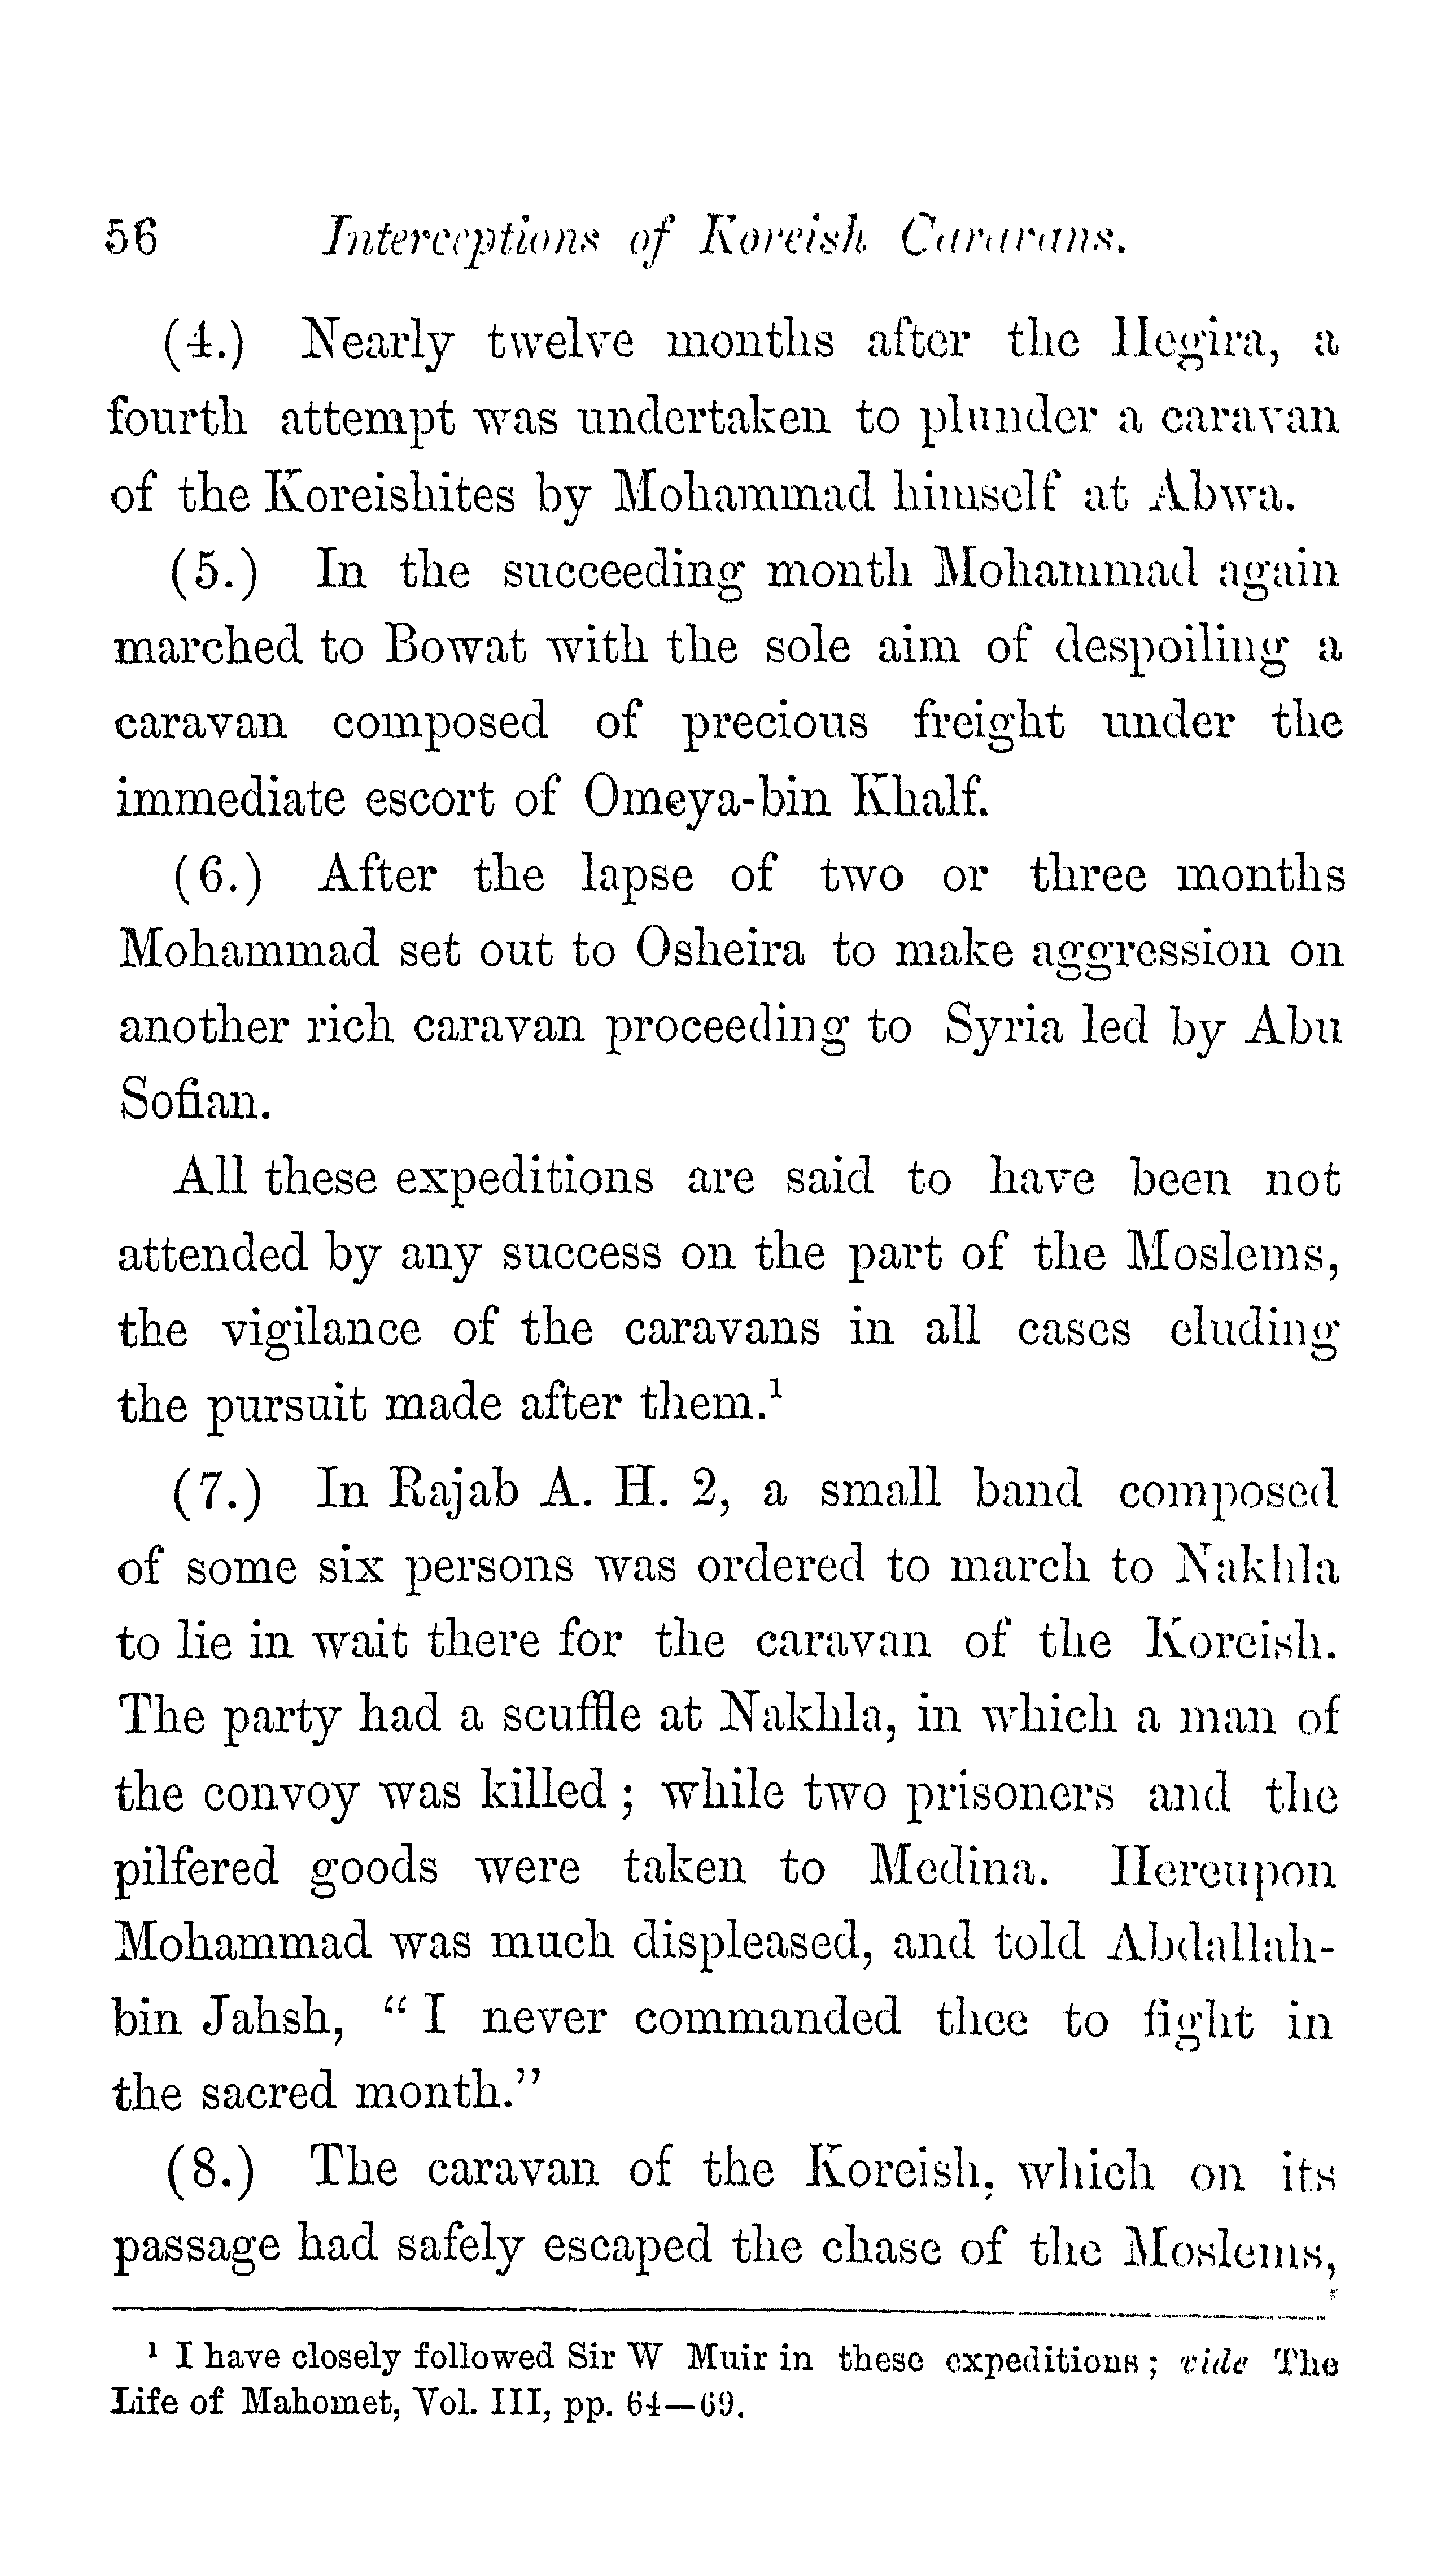 56 Interceptions of Koreish Caravans.
(4.) Nearly twelve months after the Hegira, a
fourth attempt was undertaken to plunder a caravan
of the Koreishites by Mohammad himself at Abwa.
(5.) In the succeeding month Mohammad again
marched to Bowat with the sole aim of despoiling a
caravan composed of precious freight under the
immediate escort of Omeya-bin Khalf.
(6.) After the lapse of two or three months
Mohammad set out to Osheira to make aggression on
another rich caravan proceeding to Syria led by Abu
Sofian.
All these expeditions are said to have been not
attended by any success on the part of the Moslems,
the vigilance of the caravans in all cases eluding
the pursuit made after them.¹
(7.) In Rajab A. H. 2, a small band composed
of some six persons was ordered to march to Nakhla
to lie in wait there for the caravan of the Koreish.
The party had a scuffle at Nakhla, in which a man of
the convoy was killed; while two prisoners and the
pilfered goods were taken to Medina. Hereupon
Mohammad was much displeased, and told Abdallah-
bin Jahsh, "I never commanded thee to fight in
the sacred month."
(8.) The caravan of the Koreish, which on its
passage had safely escaped the chase of the Moslems,
¹ I have closely followed Sir W Muir in these expeditions; vide The
Life of Mahomet, Vol. III, pp. 64—69.